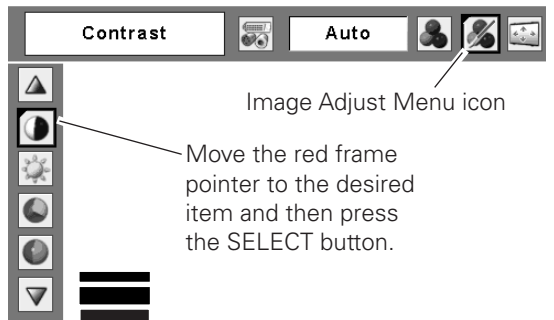 Contrast
Auto
Image Adjust Menu icon
Move the red frame
pointer to the desired
item and then press
the SELECT button.